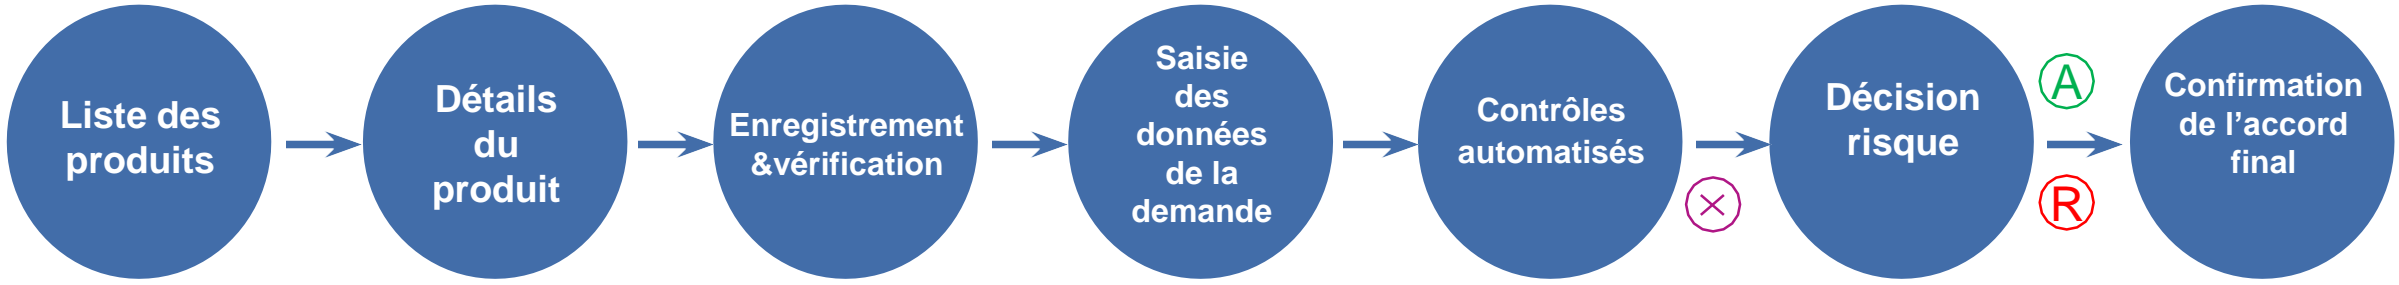 Liste des
produits
Détails
du
produit
Enregistrement
&vérification
Saisie
des
données
de la
demande
Contrôles
automatisés
Décision
risque
A
R
Confirmation
de l’accord
final